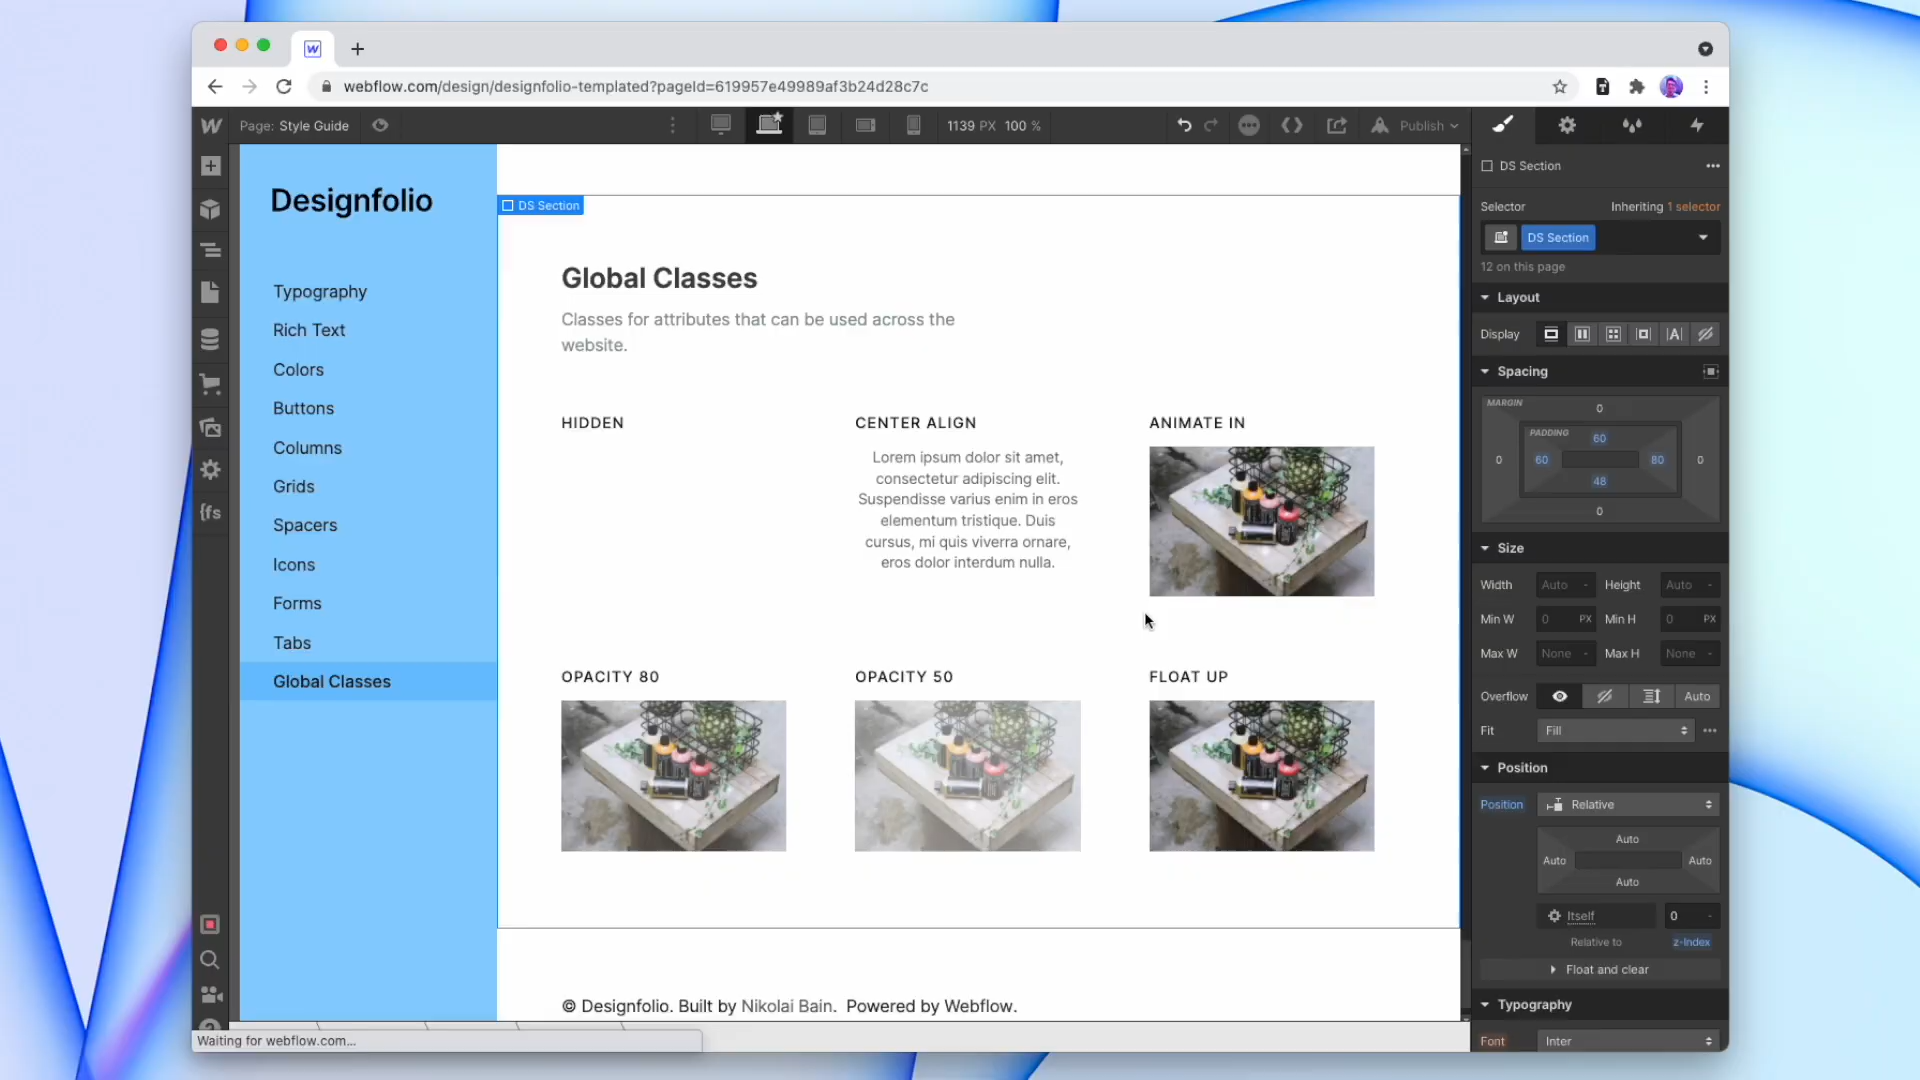 webflow.com/design/designfolio-templated?pageId=619957e49989af3b24d28c7c
Page: Style Guide
1139 PX 100 %
Publish
Designfolio
Typography
Rich Text
Colors
Buttons
Columns
Grids
Spacers
Icons
Forms
Tabs
Global Classes
DS Section
Global Classes
Classes for attributes that can be used across the
website.
HIDDEN
CENTER ALIGN
Lorem ipsum dolor sit amet,
consectetur adipiscing elit.
Suspendisse varius enim in eros
elementum tristique. Duis
cursus, mi quis viverra ornare,
eros dolor interdum nulla.
ANIMATE IN
OPACITY 80
OPACITY 50
FLOAT UP
© Designfolio. Built by Nikolai Bain. Powered by Webflow.
Waiting for webflow.com...
DS Section
Selector Inheriting 1 selector
DS Section
12 on this page
Layout
Display
Spacing
MARGIN
0
PADDING
60
0 60 80 0
48
0
Size
Width Auto - Height Auto -
Min W 0 PX Min H 0 PX
Max W None - Max H None -
Overflow Auto
Fit Fill
Position
Position Relative
Auto
Auto Auto
Auto
Itself 0 -
Relative to z-Index
Float and clear
Typography
Font Inter